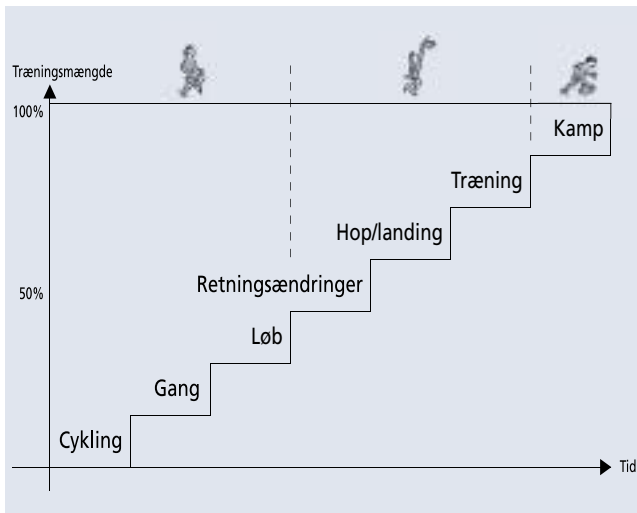 Træningsmængde
100%
Kamp
Træning
Hop/landing
Retningsændringer
50%
Løb
Gang
Cykling
Tid